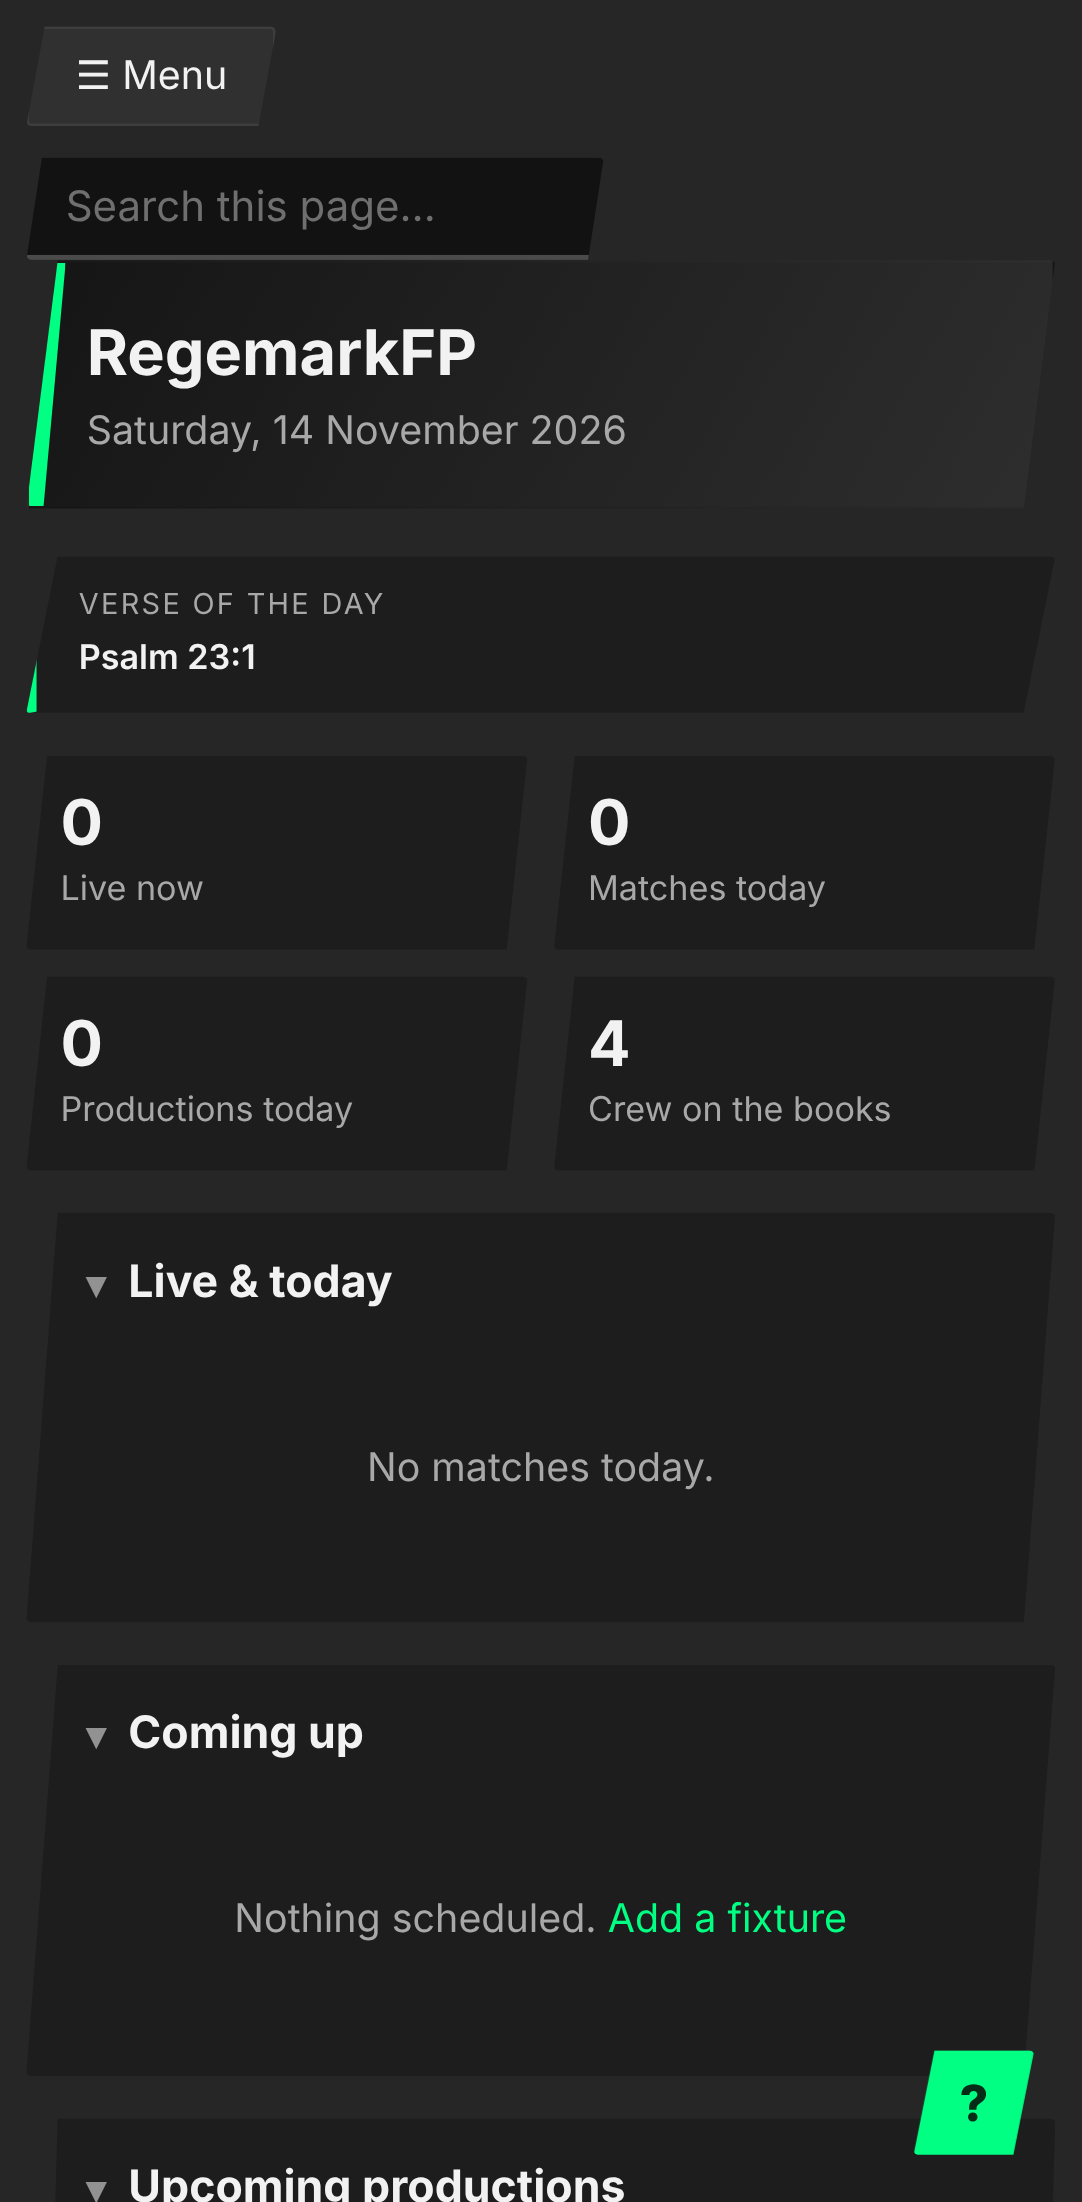 ☰ Menu
Search this page...
RegemarkFP
Saturday, 14 November 2026
VERSE OF THE DAY
Psalm 23:1
0
Live now
0
Matches today
0
Productions today
4
Crew on the books
▼ Live & today
No matches today.
▼ Coming up
Nothing scheduled. Add a fixture
?
▼ Upcoming productions